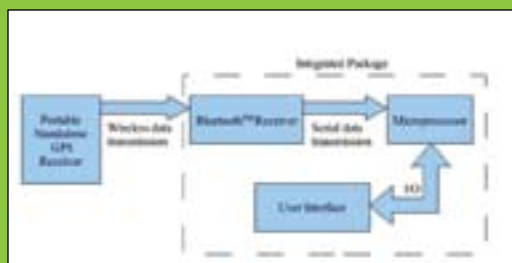 Integrated Package
Portable
Standalone
GPS
Receiver
Wireless data
transmission
Bluetooth™ Receiver
Serial data
transmission
Microprocessor
I/O
User Interface